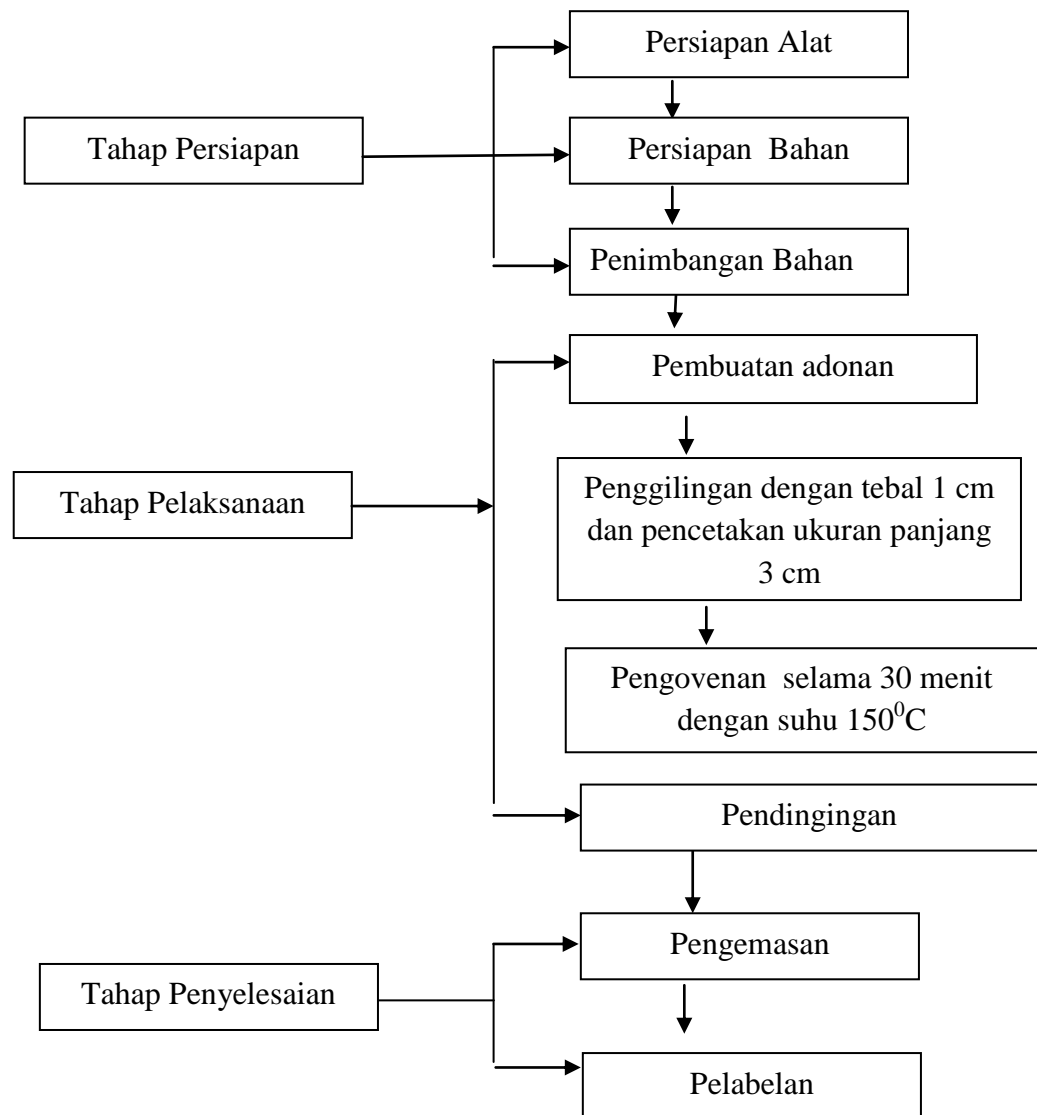 Persiapan Alat
Tahap Persiapan
Persiapan Bahan
Penimbangan Bahan
Pembuatan adonan
Tahap Pelaksanaan
Penggilingan dengan tebal 1 cm
dan pencetakan ukuran panjang
3 cm
Pengovenan selama 30 menit
dengan suhu 150⁰C
Pendingingan
Pengemasan
Tahap Penyelesaian
Pelabelan